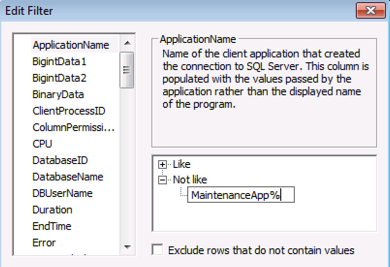 Edit Filter
ApplicationName
BigintData1
BigintData2
BinaryData
ClientProcessID
ColumnPermissi...
CPU
DatabaseID
DatabaseName
DBUserName
Duration
EndTime
Error
ApplicationName
Name of the client application that created
the connection to SQL Server. This column is
populated with the values passed by the
application rather than the displayed name
of the program.
Like
Not like
MaintenanceApp%
Exclude rows that do not contain values